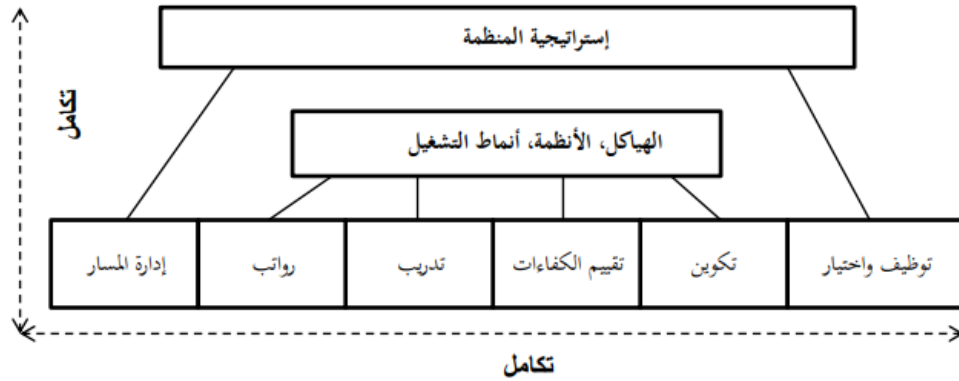 إستراتيجية المنظمة
تكامل
الهياكل، الأنظمة، أنماط التشغيل
توظيف واختيار
تكوين
تقييم الكفاءات
تدريب
رواتب
إدارة المسار
تكامل